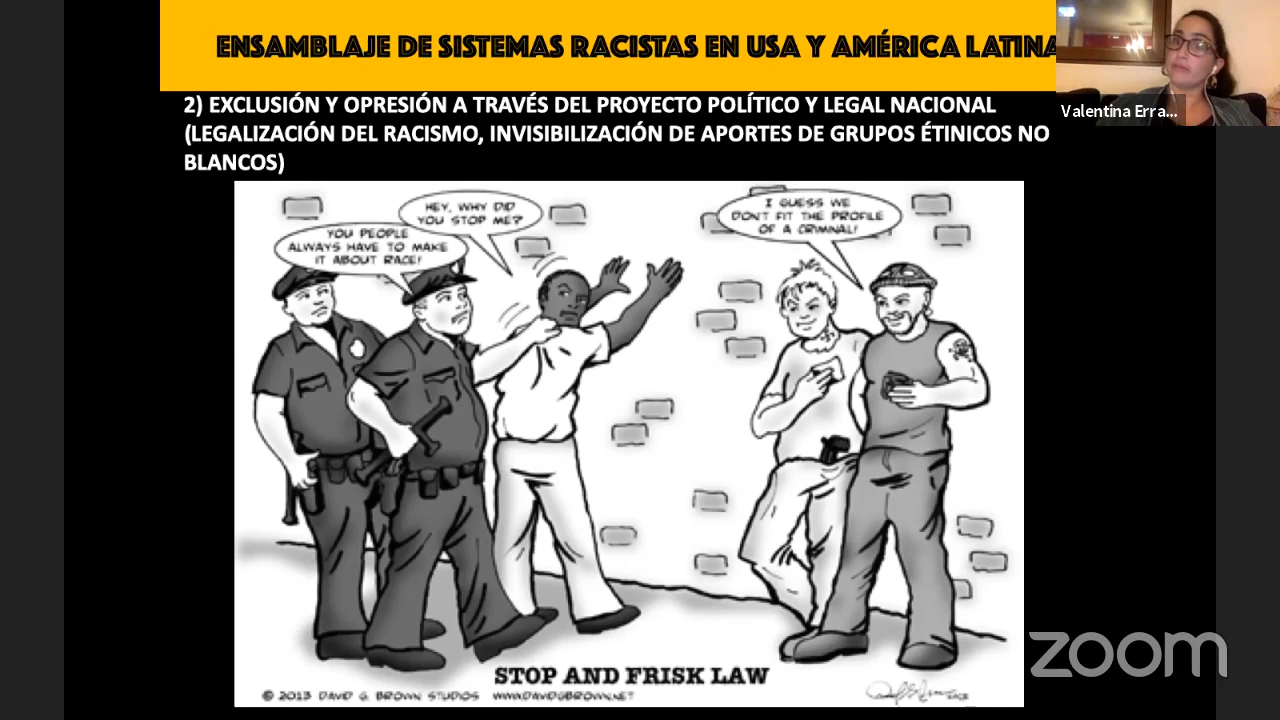 ENSAMBLAJE DE SISTEMAS RACISTAS EN USA Y AMÉRICA LATINA
Valentina Erra...
2) EXCLUSIÓN Y OPRESIÓN A TRAVÉS DEL PROYECTO POLÍTICO Y LEGAL NACIONAL
(LEGALIZACIÓN DEL RACISMO, INVISIBILIZACIÓN DE APORTES DE GRUPOS ÉTINICOS NO
BLANCOS)
HEY, WHY DID
YOU STOP ME?
YOU PEOPLE
ALWAYS HAVE TO MAKE
IT ABOUT RACE!
I GUESS WE
DON'T FIT THE PROFILE
OF A CRIMINAL!
STOP AND FRISK LAW
© 2013 DAVID G. BROWN STUDIOS WWW.DAVIDGBROWN.NET
zoom